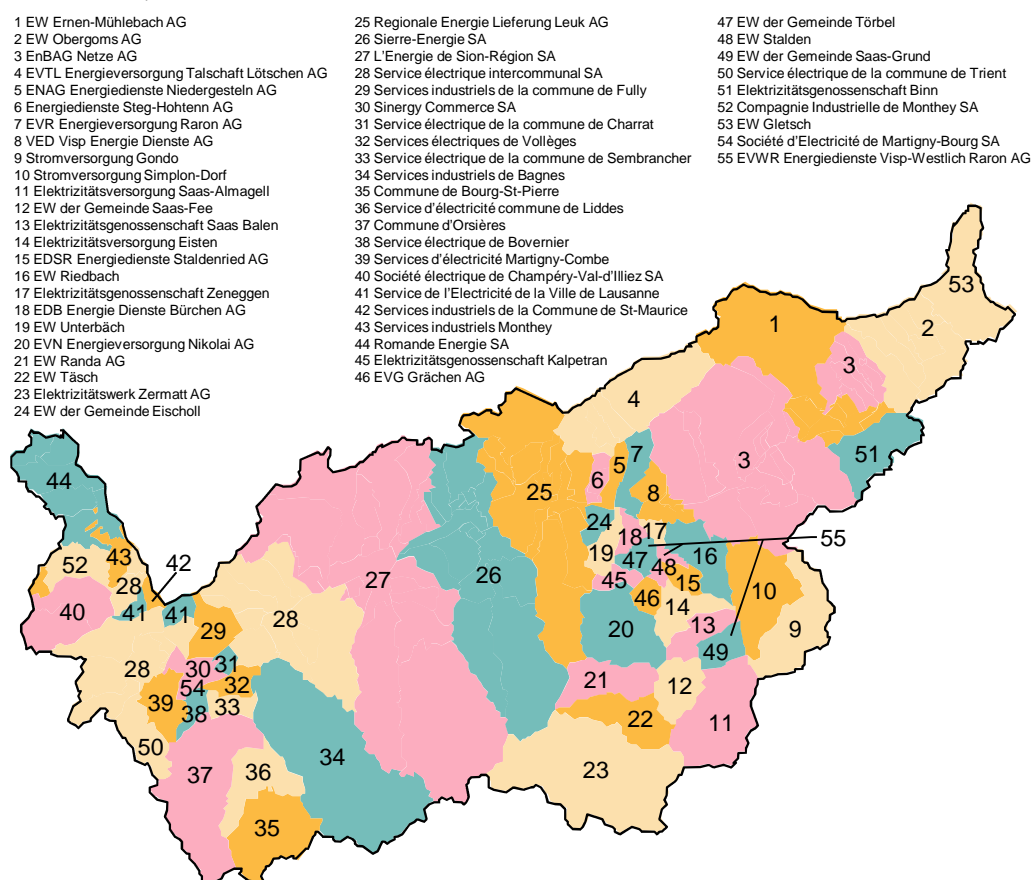 1 EW Ernen-Mühlebach AG
2 EW Obergoms AG
3 EnBAG Netze AG
4 EVTL Energieversorgung Talschaft Lötschen AG
5 ENAG Energiedienste Niedergesteln AG
6 Energiedienste Steg-Hohtenn AG
7 EVR Energieversorgung Raron AG
8 VED Visp Energie Dienste AG
9 Stromversorgung Gondo
10 Stromversorgung Simplon-Dorf
11 Elektrizitätsversorgung Saas-Almagell
12 EW der Gemeinde Saas-Fee
13 Elektrizitätsgenossenschaft Saas Balen
14 Elektrizitätsversorgung Eisten
15 EDSR Energiedienste Staldenried AG
16 EW Riedbach
17 Elektrizitätsgenossenschaft Zeneggen
18 EDB Energie Dienste Bürchen AG
19 EW Unterbäch
20 EVN Energieversorgung Nikolai AG
21 EW Randa AG
22 EW Täsch
23 Elektrizitätswerk Zermatt AG
24 EW der Gemeinde Eischoll
25 Regionale Energie Lieferung Leuk AG
26 Sierre-Energie SA
27 L'Energie de Sion-Région SA
28 Service électrique intercommunal SA
29 Services industriels de la commune de Fully
30 Sinergy Commerce SA
31 Service électrique de la commune de Charrat
32 Services électriques de Vollèges
33 Service électrique de la commune de Sembrancher
34 Services industriels de Bagnes
35 Commune de Bourg-St-Pierre
36 Service d'électricité commune de Liddes
37 Commune d'Orsières
38 Service électrique de Bovernier
39 Services d'électricité Martigny-Combe
40 Société électrique de Champéry-Val-d'Illiez SA
41 Service de l'Electricité de la Ville de Lausanne
42 Services industriels de la Commune de St-Maurice
43 Services industriels Monthey
44 Romande Energie SA
45 Elektrizitätsgenossenschaft Kalpetran
46 EVG Grächen AG
47 EW der Gemeinde Törbel
48 EW Stalden
49 EW der Gemeinde Saas-Grund
50 Service électrique de la commune de Trient
51 Elektrizitätsgenossenschaft Binn
52 Compagnie Industrielle de Monthey SA
53 EW Gletsch
54 Société d'Electricité de Martigny-Bourg SA
55 EVWR Energiedienste Visp-Westlich Raron AG
53
1
2
3
4
51
7
3
44
5
6
25
8
24
17
18
55
43
19
47
16
42
52
48
26
27
28
45
15
10
46
40
41
41
14
28
13
9
29
20
49
31
28
30
21
12
32
54
39
33
38
22
11
50
34
23
37
36
35